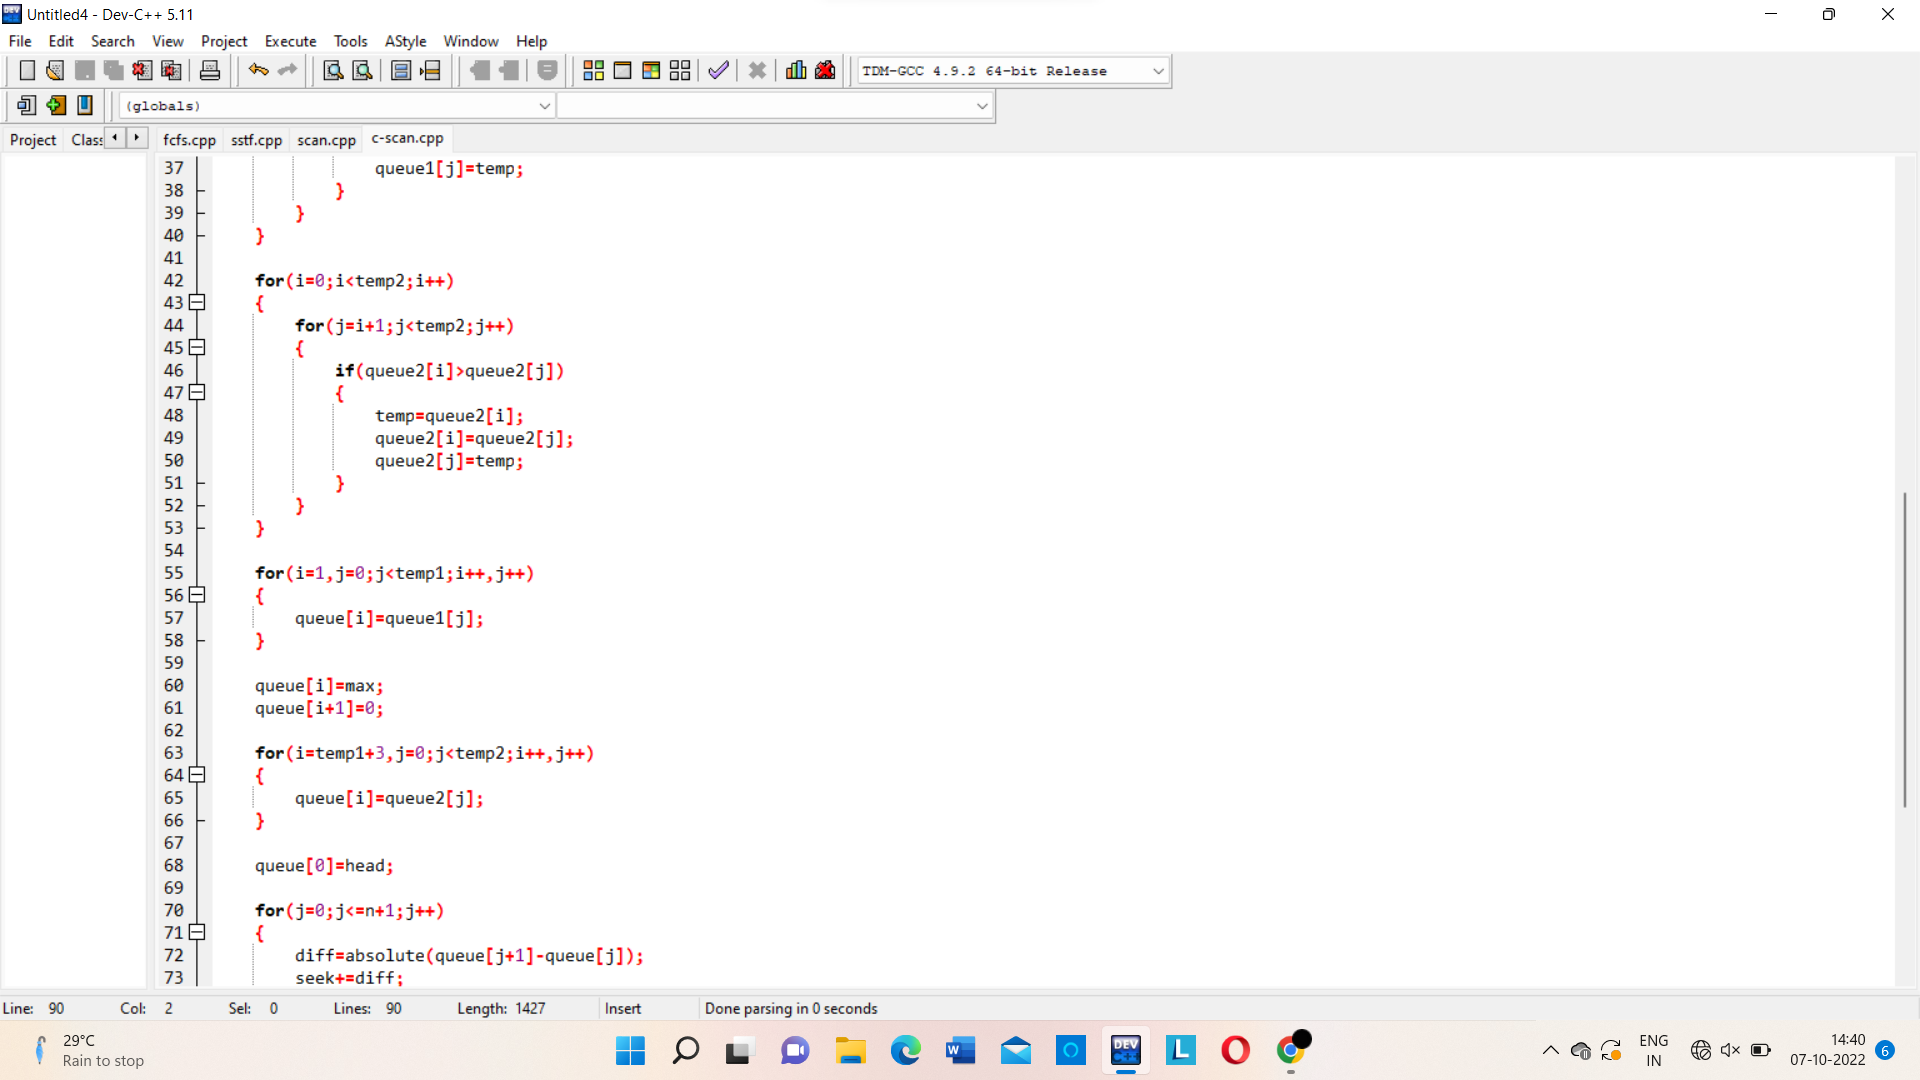 Untitled4 - Dev-C++ 5.11
File Edit Search View Project Execute Tools AStyle Window Help
TDM-GCC 4.9.2 64-bit Release
(globals)
Project Class fcfs.cpp sstf.cpp scan.cpp c-scan.cpp
37 queue1[j]=temp;
38 }
39 }
40 }
41
42 for(i=0;i<temp2;i++)
43 {
44 for(j=i+1;j<temp2;j++)
45 {
46 if(queue2[i]>queue2[j])
47 {
48 temp=queue2[i];
49 queue2[i]=queue2[j];
50 queue2[j]=temp;
51 }
52 }
53 }
54
55 for(i=1,j=0;j<temp1;i++,j++)
56 {
57 queue[i]=queue1[j];
58 }
59
60 queue[i]=max;
61 queue[i+1]=0;
62
63 for(i=temp1+3,j=0;j<temp2;i++,j++)
64 {
65 queue[i]=queue2[j];
66 }
67
68 queue[0]=head;
69
70 for(j=0;j<=n+1;j++)
71 {
72 diff=absolute(queue[j+1]-queue[j]);
73 seek+=diff;
Line: 90 Col: 2 Sel: 0 Lines: 90 Length: 1427 Insert Done parsing in 0 seconds
29°C
Rain to stop
W
DEV
C++
L
ENG
IN
14:40
07-10-2022
6